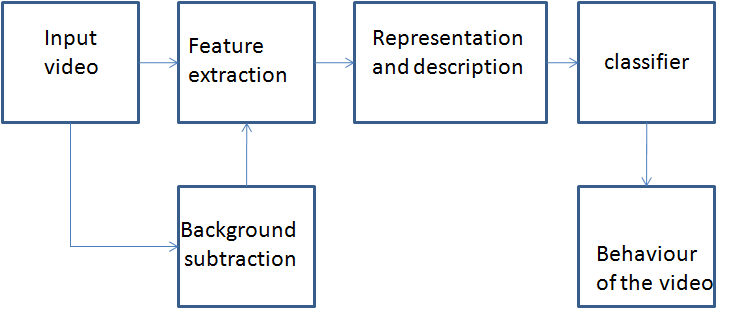 Input
video
Feature
extraction
Representation
and description
classifier
Background
subtraction
Behaviour
of the video